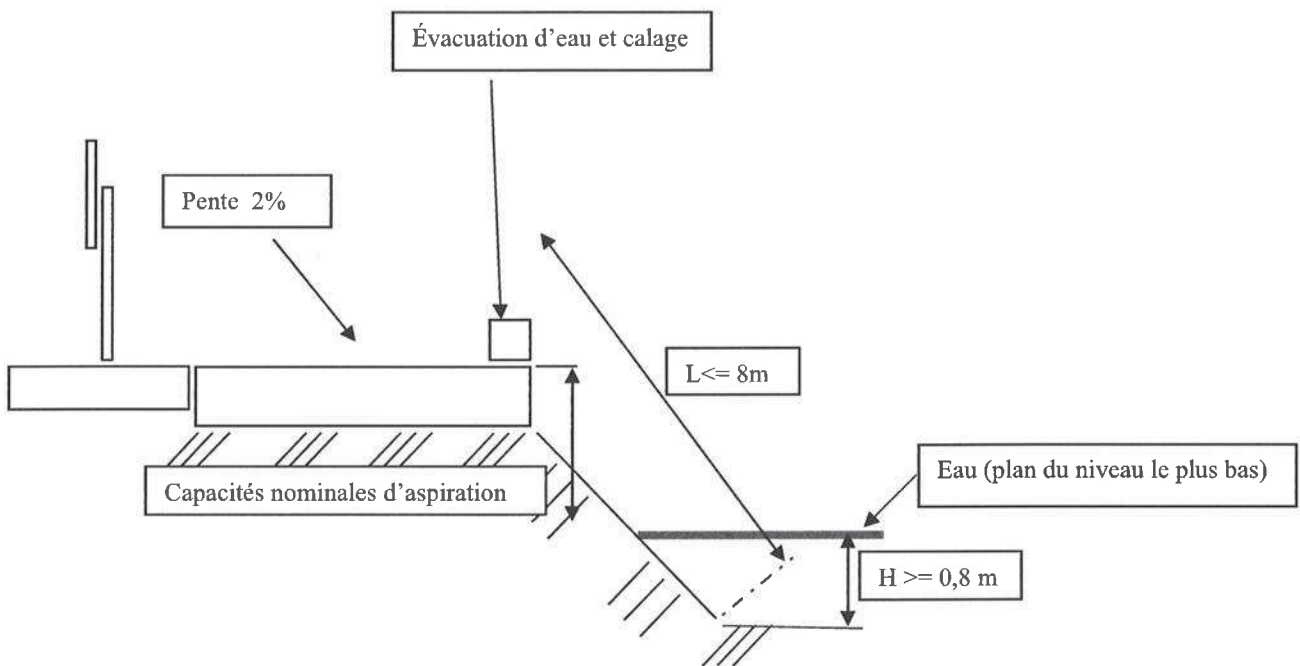 Évacuation d'eau et calage
Pente 2%
L<= 8m
Eau (plan du niveau le plus bas)
Capacités nominales d'aspiration
H >= 0,8 m